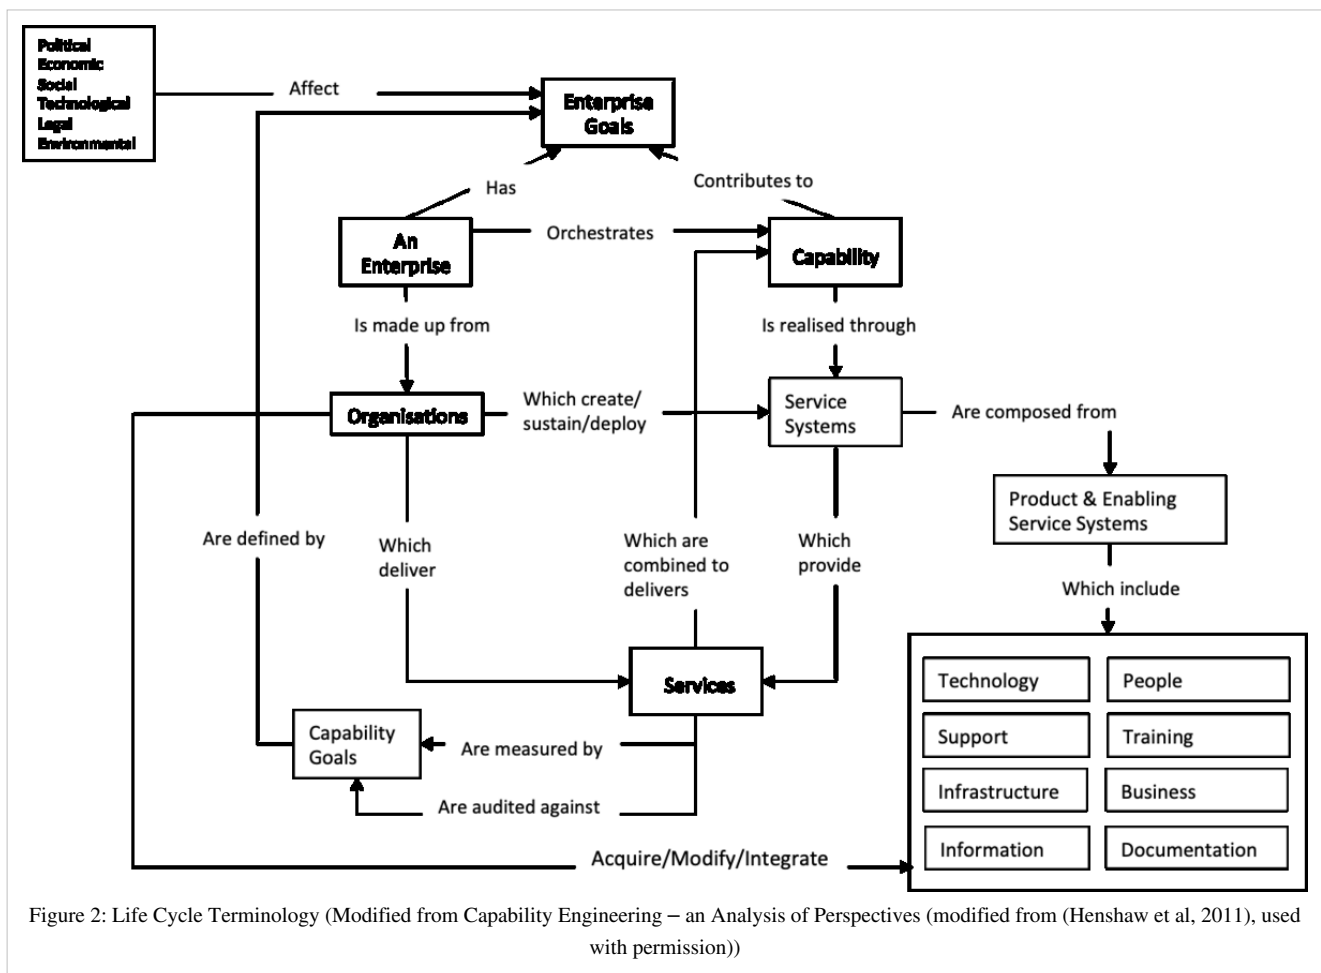 Political
Economic
Social
Technological
Legal
Environmental
Affect
Enterprise
Goals
Has
Contributes to
An
Enterprise
Orchestrates
Capability
Is made up from
Is realised through
Organisations
Which create/
sustain/deploy
Service
Systems
Are composed from
Product & Enabling
Service Systems
Are defined by
Which
deliver
Which are
combined to
delivers
Which
provide
Which include
Services
Technology
People
Support
Training
Infrastructure
Business
Information
Documentation
Capability
Goals
Are measured by
Are audited against
Acquire/Modify/Integrate
Figure 2: Life Cycle Terminology (Modified from Capability Engineering – an Analysis of Perspectives (modified from (Henshaw et al, 2011), used
with permission))